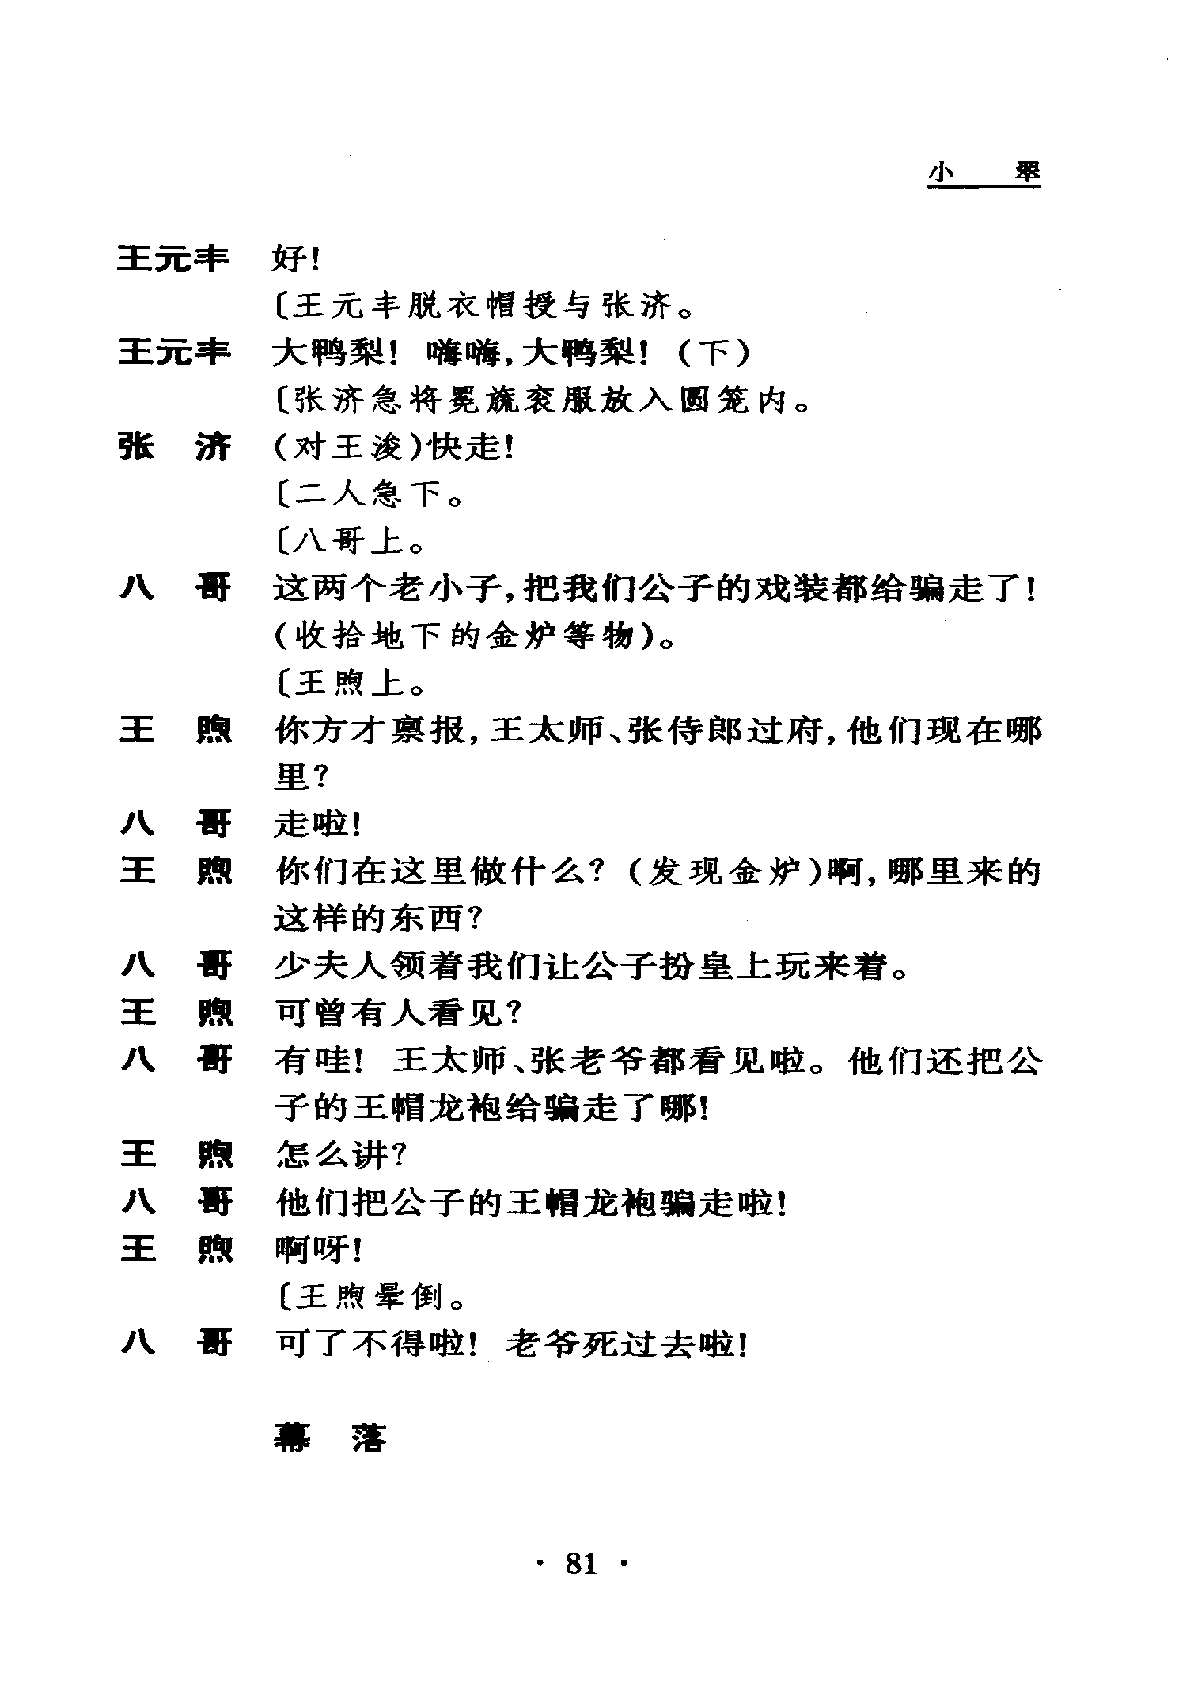 小　　翠
王元丰　好!
〔王元丰脱衣帽授与张济。
王元丰　大鸭梨! 嗨嗨,大鸭梨! (下)
〔张济急将冕旒衮服放入圆笼内。
张　济　(对王浚)快走!
〔二人急下。
〔八哥上。
八　哥　这两个老小子,把我们公子的戏装都给骗走了!
(收拾地下的金炉等物)。
〔王煦上。
王　煦　你方才禀报,王太师、张侍郎过府,他们现在哪
里?
八　哥　走啦!
王　煦　你们在这里做什么? (发现金炉)啊,哪里来的
这样的东西?
八　哥　少夫人领着我们让公子扮皇上玩来着。
王　煦　可曾有人看见?
八　哥　有哇! 王太师、张老爷都看见啦。他们还把公
子的王帽龙袍给骗走了哪!
王　煦　怎么讲?
八　哥　他们把公子的王帽龙袍骗走啦!
王　煦　啊呀!
〔王煦晕倒。
八　哥　可了不得啦! 老爷死过去啦!
幕　落
· 81 ·